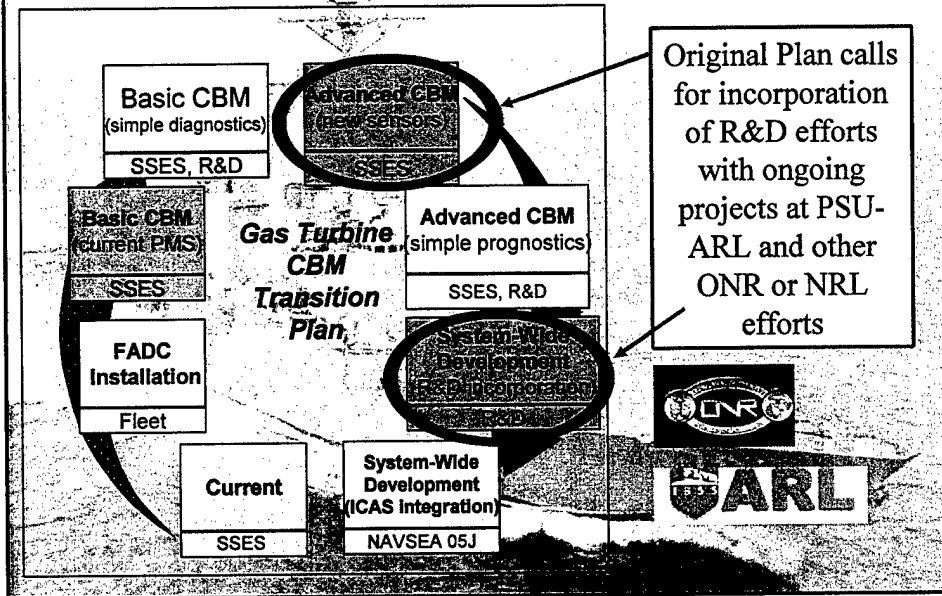 Basic CBM
(simple diagnostics)
SSES, R&D
Advanced CBM
(new sensors)
SSES
Basic CBM
(current PMS)
SSES
Gas Turbine
CBM
Transition
Plan
Advanced CBM
(simple prognostics)
SSES, R&D
FADC
Installation
Fleet
System-Wide
Development
(R&D incorporation)
R&D
Current
SSES
System-Wide
Development
(ICAS integration)
NAVSEA 05J
Original Plan calls
for incorporation
of R&D efforts
with ongoing
projects at PSU-
ARL and other
ONR or NRL
efforts
ONR
ARL